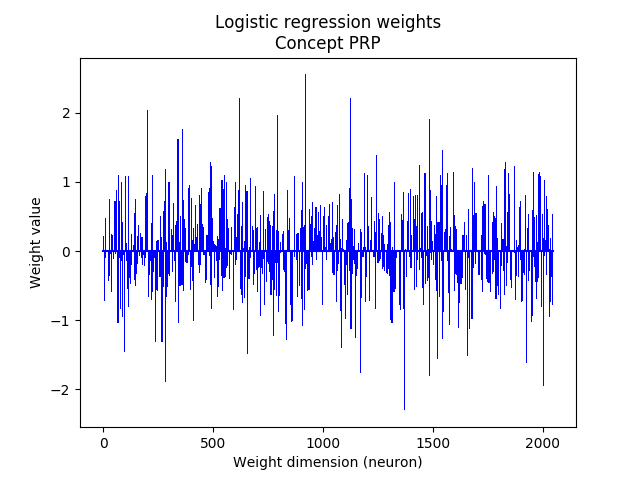 Logistic regression weights
Concept PRP
Weight value
2
1
0
−1
−2
0 500 1000 1500 2000
Weight dimension (neuron)